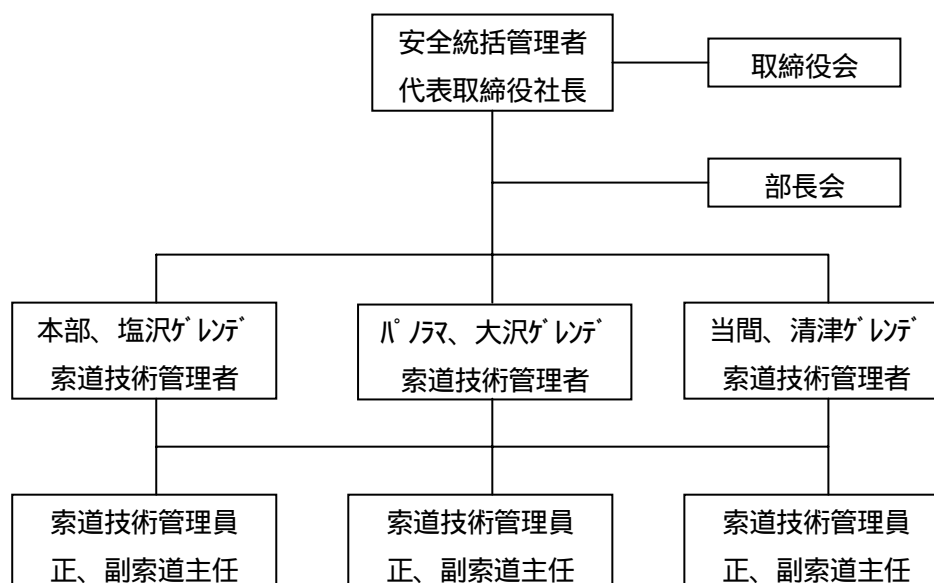 安全統括管理者
代表取締役社長
取締役会
部長会
本部、塩沢ｹﾞﾚﾝﾃﾞ
索道技術管理者
ﾊﾟﾉﾗﾏ、大沢ｹﾞﾚﾝﾃﾞ
索道技術管理者
当間、清津ｹﾞﾚﾝﾃﾞ
索道技術管理者
索道技術管理員
正、副索道主任
索道技術管理員
正、副索道主任
索道技術管理員
正、副索道主任